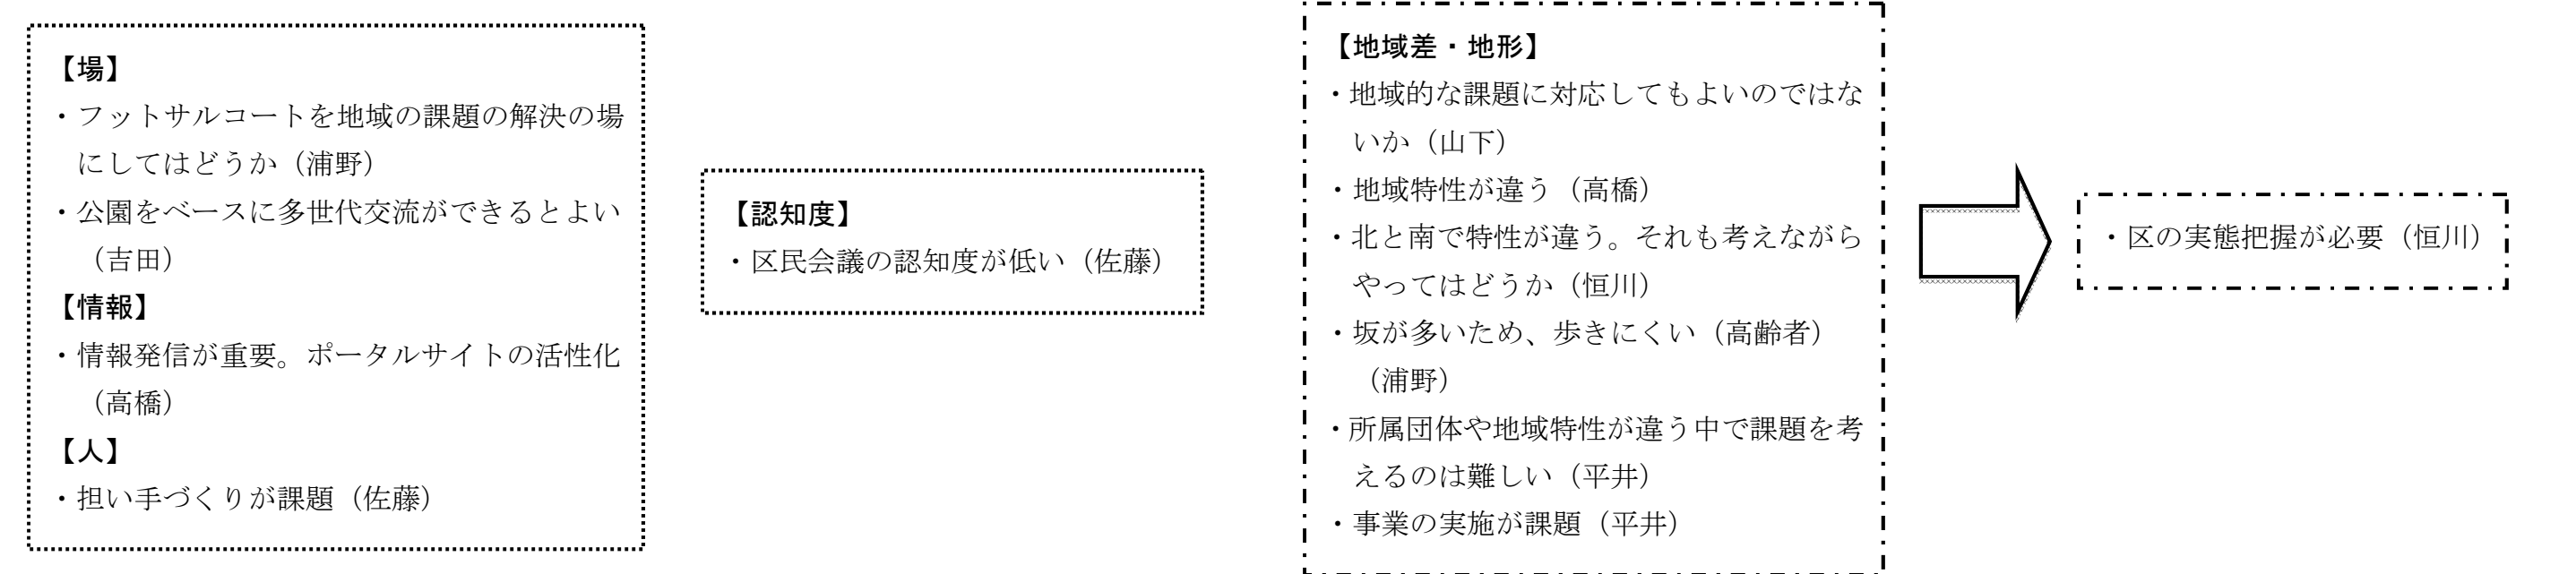 【場】
・フットサルコートを地域の課題の解決の場
にしてはどうか（浦野）
・公園をベースに多世代交流ができるとよい
（吉田）
【情報】
・情報発信が重要。ポータルサイトの活性化
（高橋）
【人】
・担い手づくりが課題（佐藤）
【認知度】
・区民会議の認知度が低い（佐藤）
【地域差・地形】
・地域的な課題に対応してもよいのではな
いか（山下）
・地域特性が違う（高橋）
・北と南で特性が違う。それも考えながら
やってはどうか（恒川）
・坂が多いため、歩きにくい（高齢者）
（浦野）
・所属団体や地域特性が違う中で課題を考
えるのは難しい（平井）
・事業の実施が課題（平井）
・区の実態把握が必要（恒川）